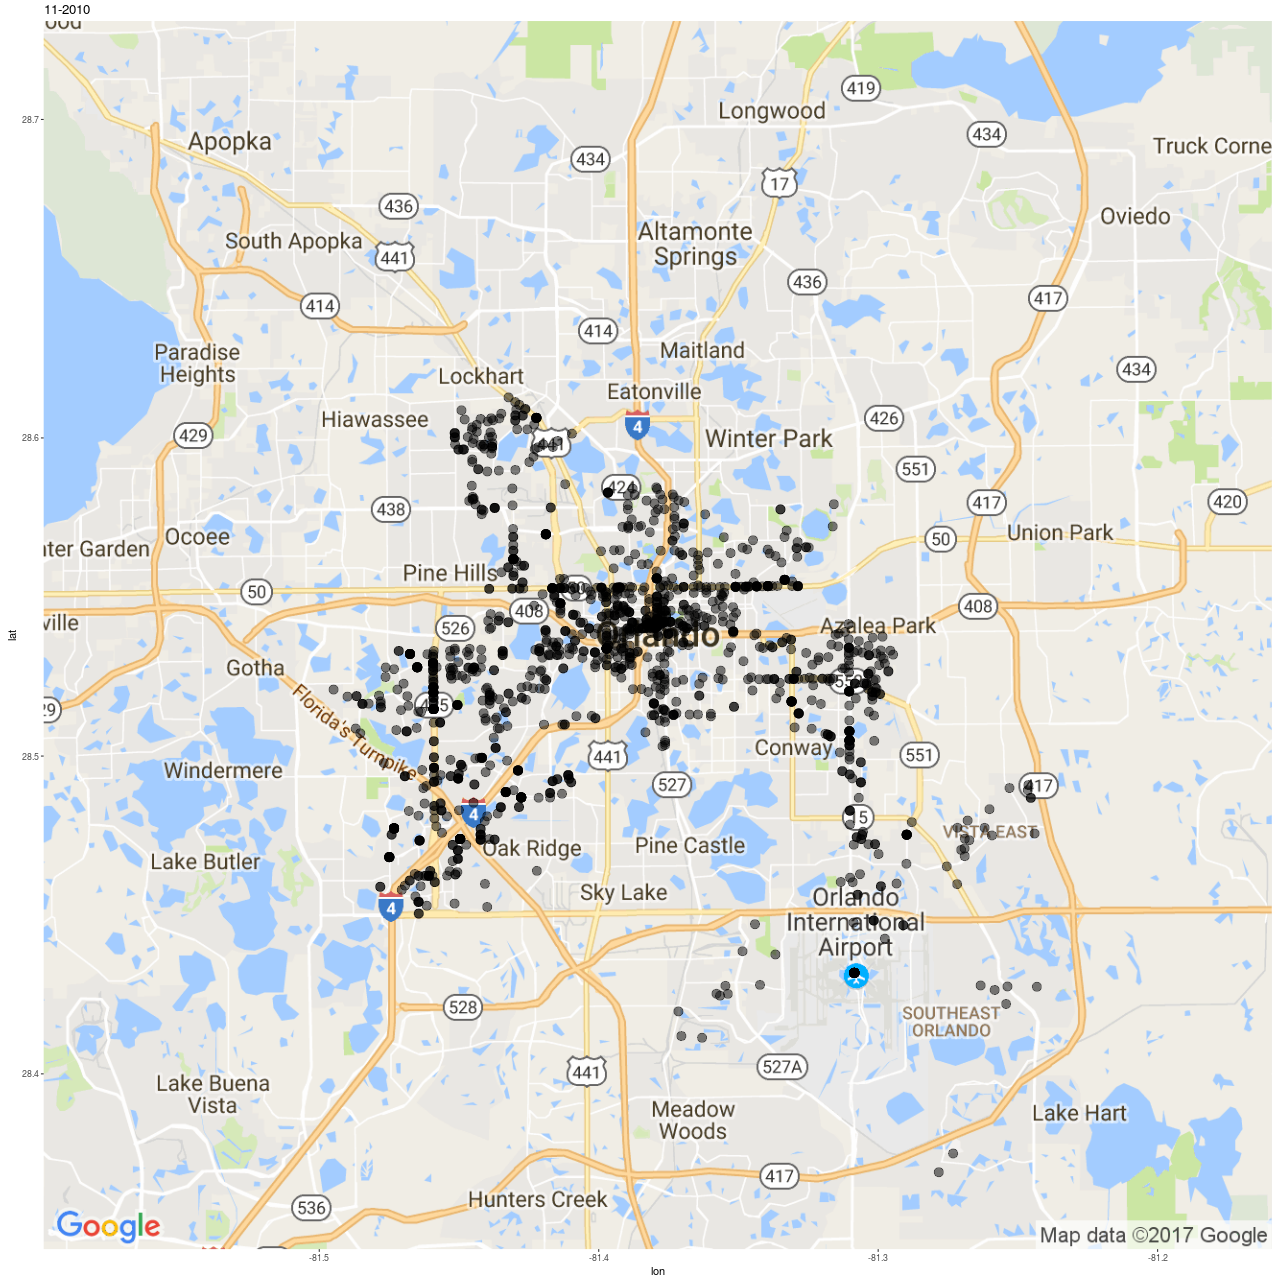 11-2010
ood
419
Longwood
434
Apopka
434
Truck Corne
17
436
Oviedo
South Apopka
Altamonte
Springs
441
436
417
414
414
Paradise
Heights
Maitland
434
Lockhart
Eatonville
Hiawassee
426
4
429
441
Winter Park
551
424
438
417
420
Ocoee
50
Union Park
ater Garden
Pine Hills
50
408
408
ville
526
Azalea Park
Orlando
Gotha
29
435
Florida's Turnpike
Conway
441
551
Windermere
527
417
4
15
VISTA EAST
Oak Ridge
Pine Castle
Lake Butler
Sky Lake
4
Orlando
International
Airport
528
SOUTHEAST
ORLANDO
527A
441
Lake Buena
Vista
Meadow
Woods
Lake Hart
417
Hunters Creek
536
Google
Map data ©2017 Google
28.7
28.6
28.5
28.4
lat
-81.5
-81.4
-81.3
-81.2
lon